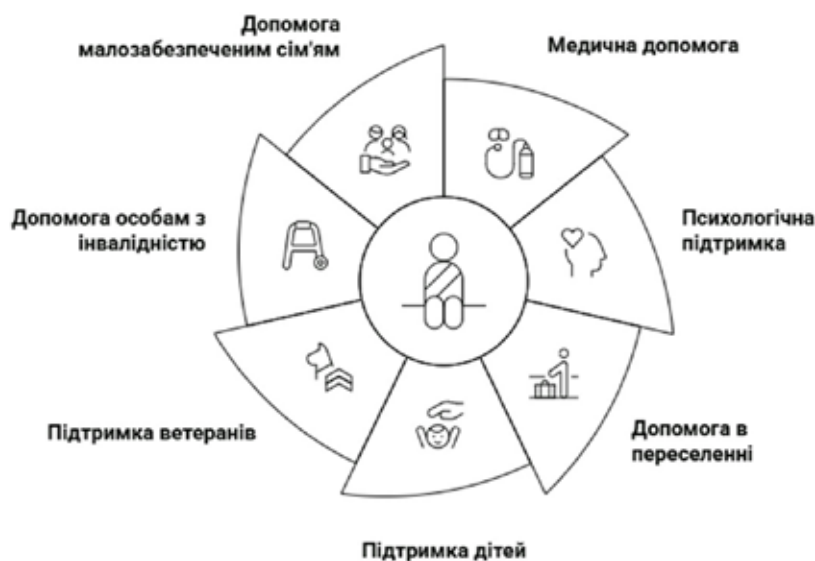 Допомога
малозабезпеченим сім'ям
Медична допомога
Психологічна
підтримка
Допомога в
переселенні
Підтримка дітей
Підтримка ветеранів
Допомога особам з
інвалідністю